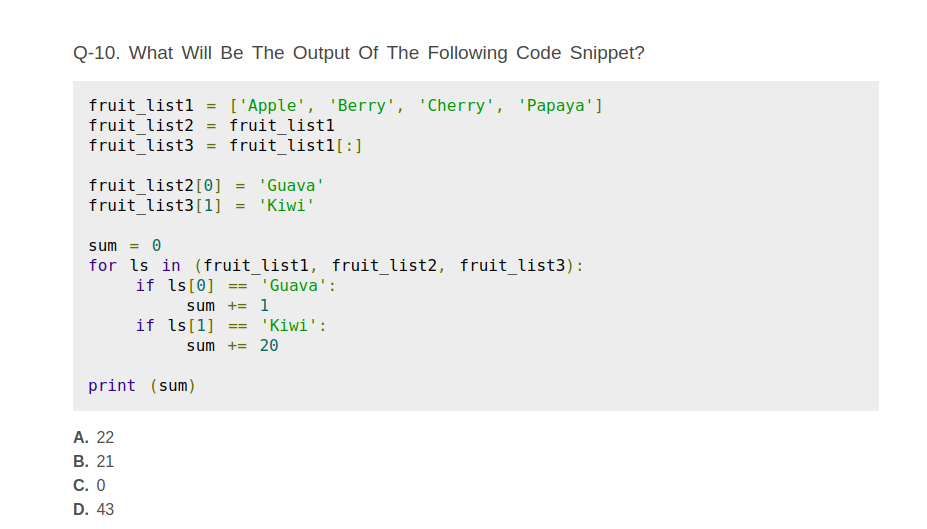 Q-10. What Will Be The Output Of The Following Code Snippet?
fruit_list1 = ['Apple', 'Berry', 'Cherry', 'Papaya']
fruit_list2 = fruit_list1
fruit_list3 = fruit_list1[:]
fruit_list2[0] = 'Guava'
fruit_list3[1] = 'Kiwi'
sum = 0
for ls in (fruit_list1, fruit_list2, fruit_list3):
if ls[0] == 'Guava':
sum += 1
if ls[1] == 'Kiwi':
sum += 20
print (sum)
A. 22
B. 21
C. 0
D. 43